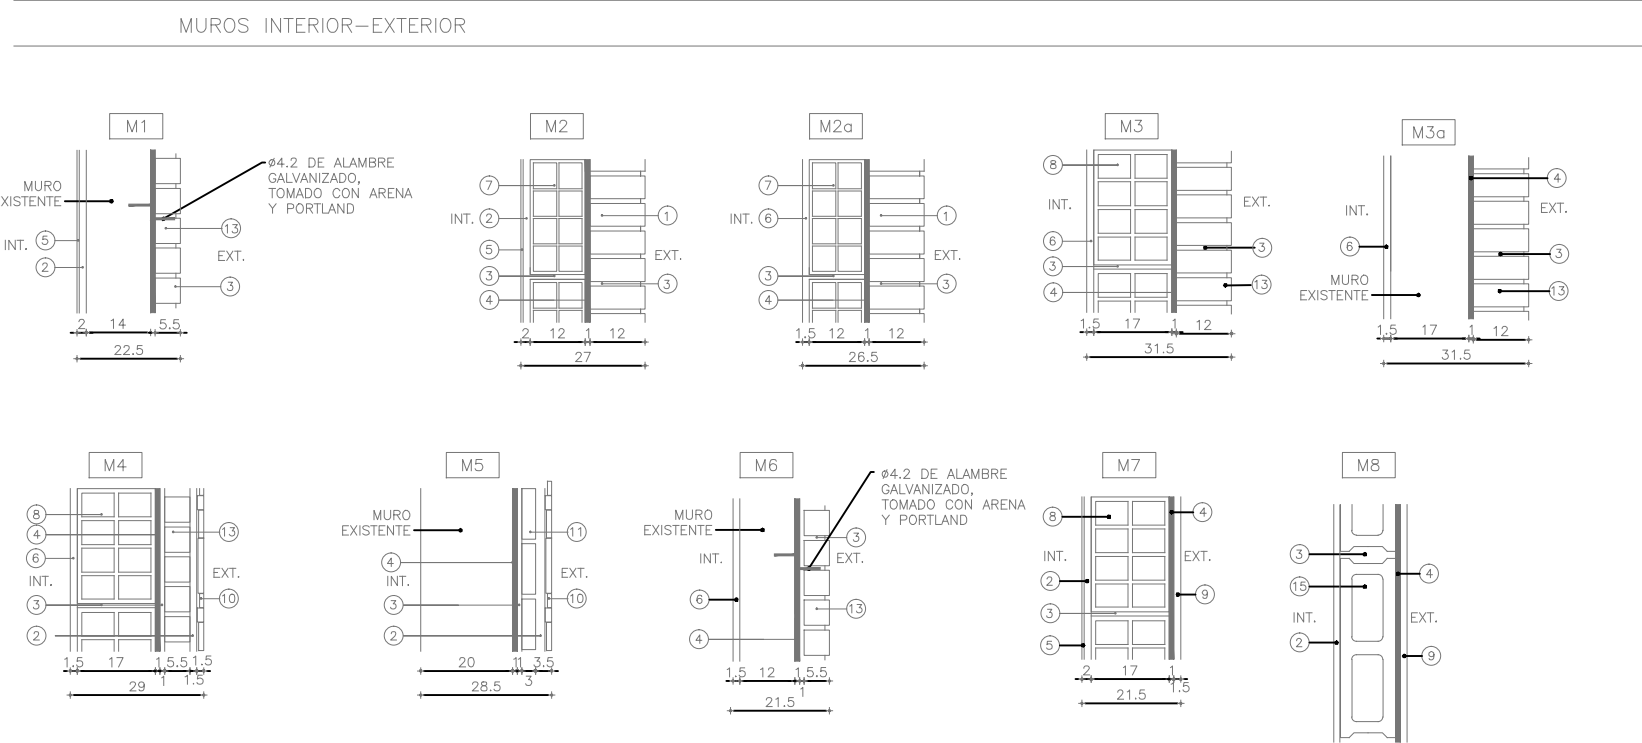 MUROS INTERIOR-EXTERIOR
M1
MURO
XISTENTE
INT.
5
2
Ø4.2 DE ALAMBRE
GALVANIZADO,
TOMADO CON ARENA
Y PORTLAND
13
EXT.
3
2 14 5.5
22.5
M2
7
INT. 2
5
3
4
1
EXT.
3
2 12 1 12
27
M2a
7
INT. 6
3
4
1
EXT.
3
1.5 12 1 12
26.5
M3
8
INT.
6
3
4
EXT.
3
13
1.5 17 1 12
31.5
M3a
INT.
6
MURO
EXISTENTE
4
EXT.
3
13
1.5 17 1 12
31.5
M4
8
4
6
INT.
3
2
13
EXT.
10
1.5 17 1 5.5 1.5
1 1.5
29
M5
MURO
EXISTENTE
4
INT.
3
2
11
EXT.
10
20 1 1 3.5
3
28.5
M6
MURO
EXISTENTE
INT.
6
4
Ø4.2 DE ALAMBRE
GALVANIZADO,
TOMADO CON ARENA
Y PORTLAND
3
EXT.
13
1.5 12 1 5.5
1
21.5
M7
8
INT.
2
3
5
4
EXT.
9
2 17 1
1.5
21.5
M8
3
15
INT.
2
4
EXT.
9